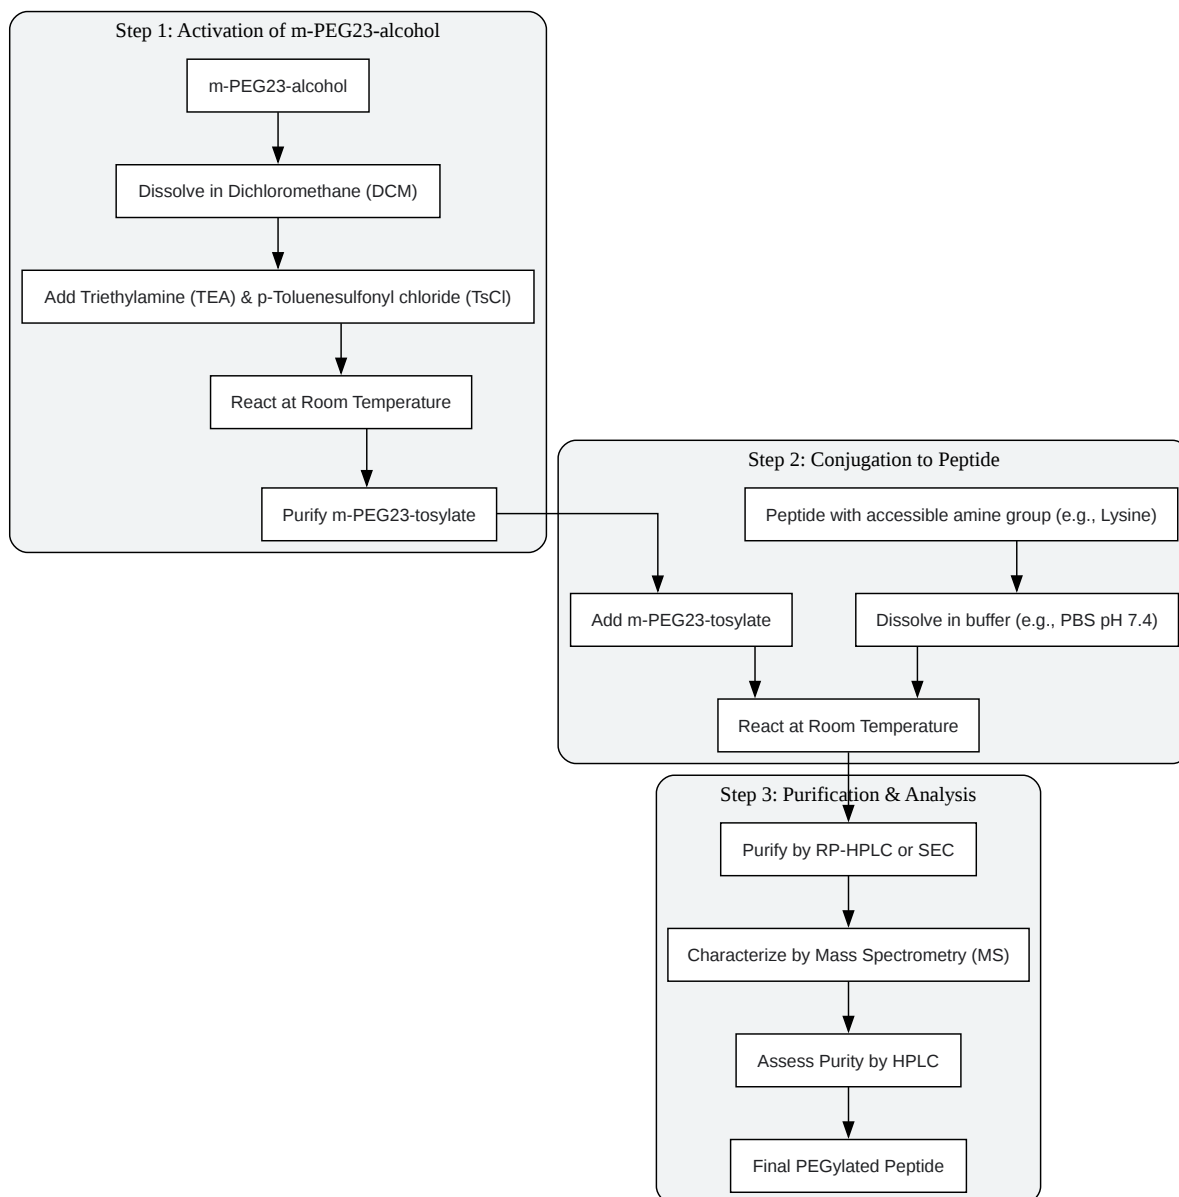 Step 1: Activation of m-PEG23-alcohol
m-PEG23-alcohol
Dissolve in Dichloromethane (DCM)
Add Triethylamine (TEA) & p-Toluenesulfonyl chloride (TsCl)
React at Room Temperature
Purify m-PEG23-tosylate
Step 2: Conjugation to Peptide
Peptide with accessible amine group (e.g., Lysine)
Add m-PEG23-tosylate
Dissolve in buffer (e.g., PBS pH 7.4)
React at Room Temperature
Step 3: Purification & Analysis
Purify by RP-HPLC or SEC
Characterize by Mass Spectrometry (MS)
Assess Purity by HPLC
Final PEGylated Peptide